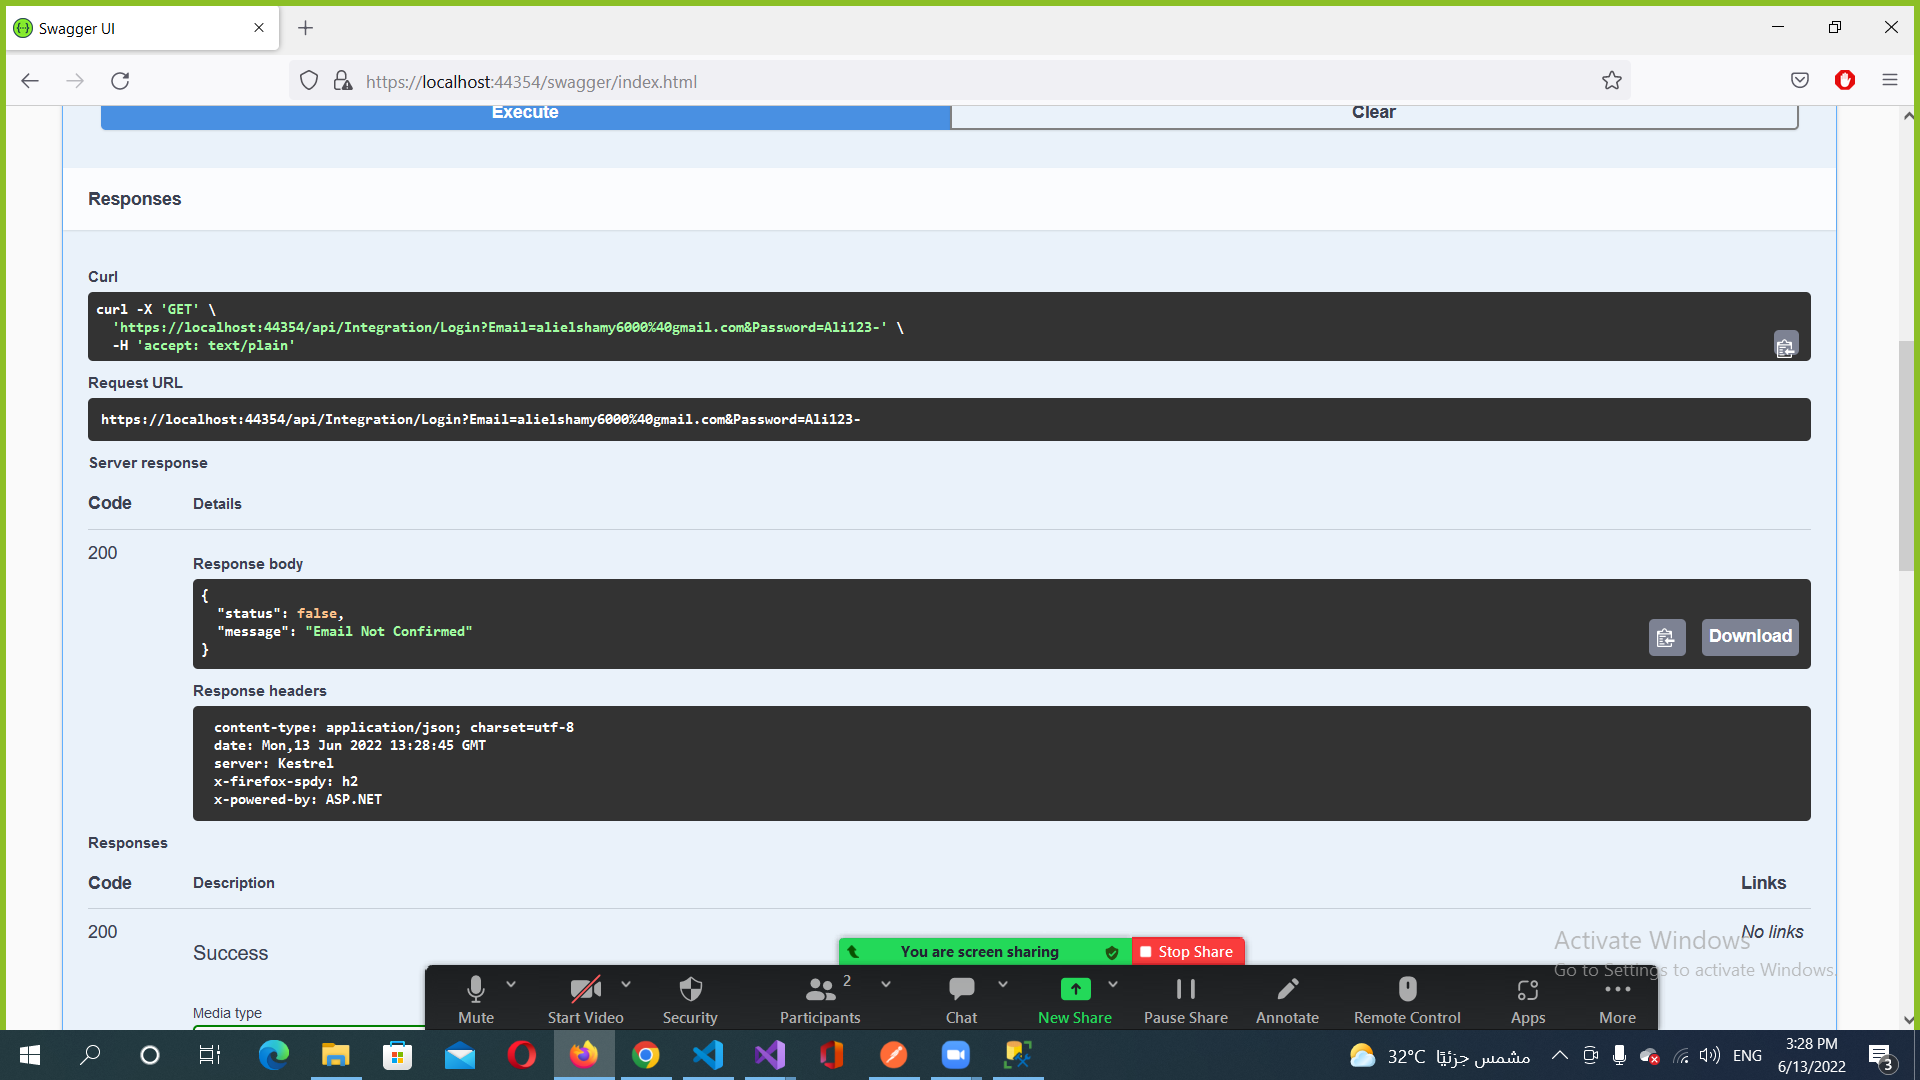 Swagger UI
https://localhost:44354/swagger/index.html
Execute
Clear
Responses
Curl
curl -X 'GET' \
'https://localhost:44354/api/Integration/Login?Email=alielshamy6000%40gmail.com&Password=Ali123-' \
-H 'accept: text/plain'
Request URL
https://localhost:44354/api/Integration/Login?Email=alielshamy6000%40gmail.com&Password=Ali123-
Server response
Code Details
200
Response body
{
"status": false,
"message": "Email Not Confirmed"
}
Download
Response headers
content-type: application/json; charset=utf-8
date: Mon,13 Jun 2022 13:28:45 GMT
server: Kestrel
x-firefox-spdy: h2
x-powered-by: ASP.NET
Responses
Code Description Links
200
Success
No links
Media type
Activate Windows
Go to Settings to activate Windows.
You are screen sharing
Stop Share
2
Mute Start Video Security Participants Chat New Share Pause Share Annotate Remote Control Apps More
32°C مشمس جزئيًا
ENG
3:28 PM
6/13/2022
3